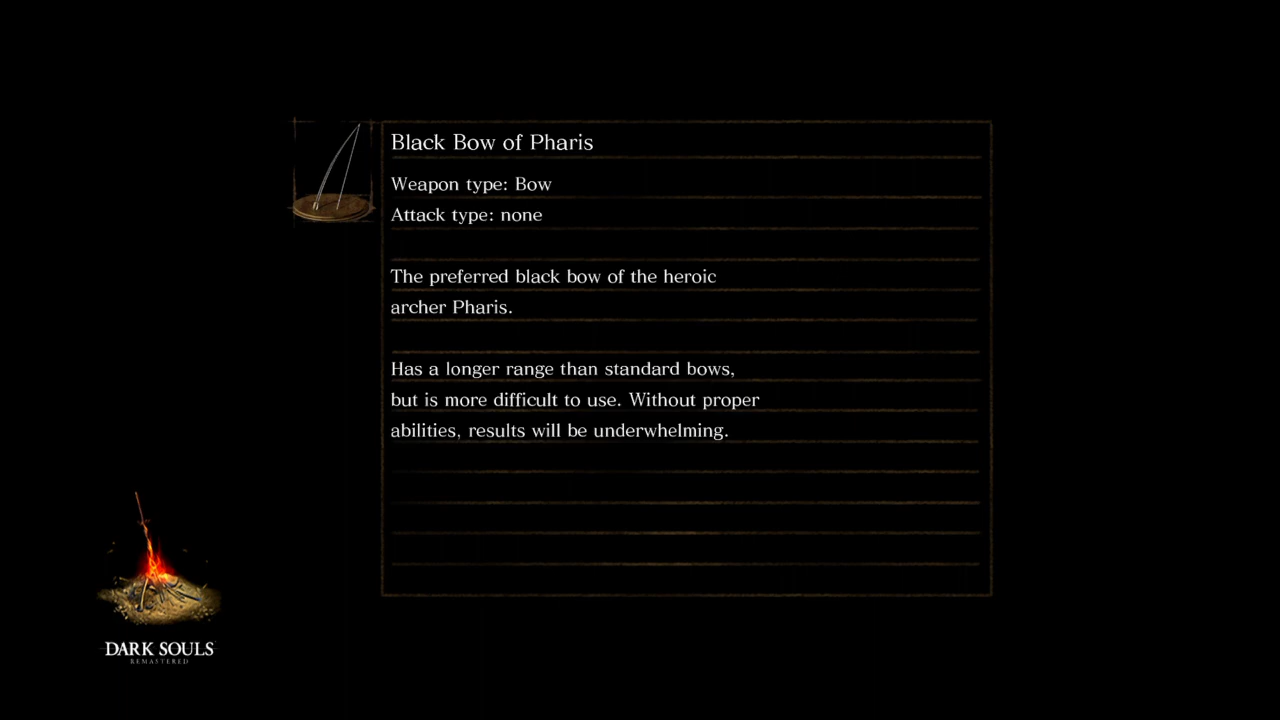 Black Bow of Pharis
Weapon type: Bow
Attack type: none
The preferred black bow of the heroic
archer Pharis.
Has a longer range than standard bows,
but is more difficult to use. Without proper
abilities, results will be underwhelming.
DARK SOULS
REMASTERED